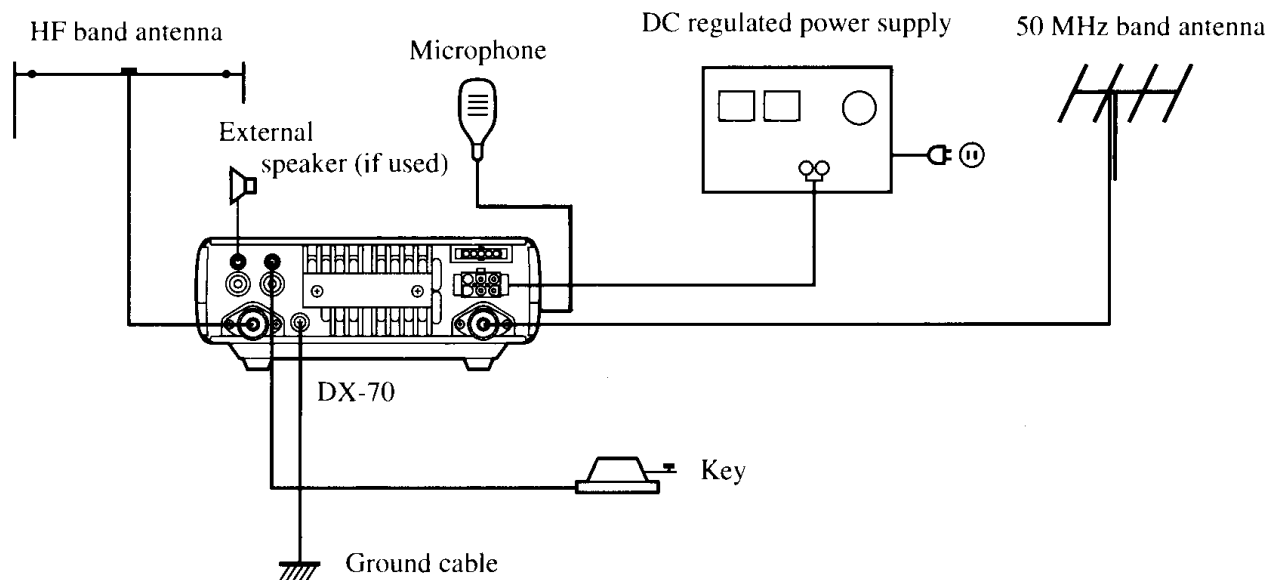 HF band antenna
Microphone
DC regulated power supply
50 MHz band antenna
External
speaker (if used)
DX-70
Key
Ground cable